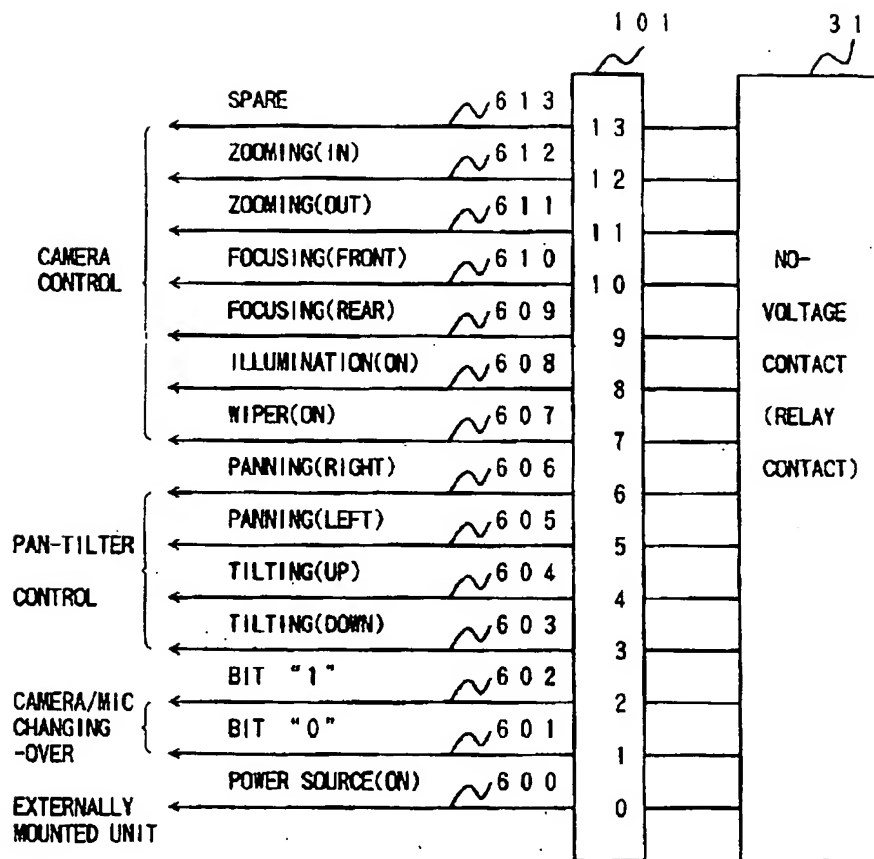 101 31
SPARE 613
13
ZOOMING(IN) 612
12
ZOOMING(OUT) 611
11
CAMERA
CONTROL
FOCUSING(FRONT) 610
10
FOCUSING(REAR) 609
9
ILLUMINATION(ON) 608
8
WIPER(ON) 607
7
PANNING(RIGHT) 606
6
PAN-TILTER
CONTROL
PANNING(LEFT) 605
5
TILTING(UP) 604
4
TILTING(DOWN) 603
3
BIT "1" 602
2
CAMERA/MIC
CHANGING
-OVER
BIT "0" 601
1
POWER SOURCE(ON) 600
0
EXTERNALLY
MOUNTED UNIT
NO-
VOLTAGE
CONTACT
(RELAY
CONTACT)